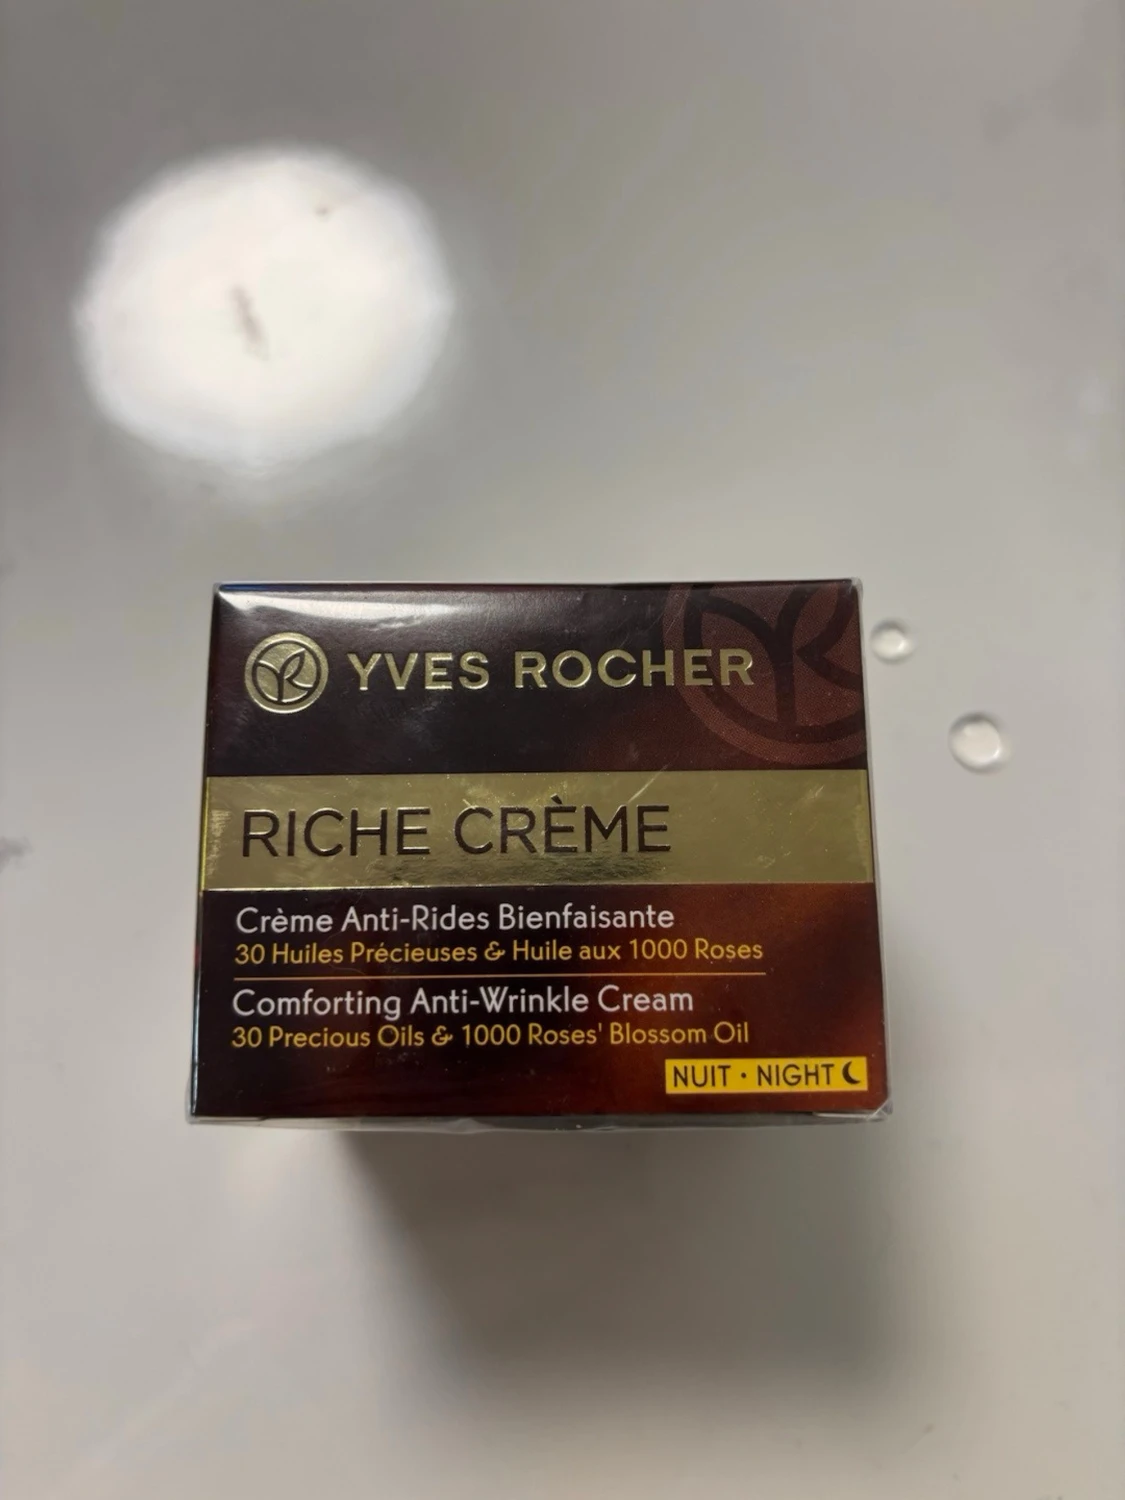 YVES ROCHER
RICHE CRÈME
Crème Anti-Rides Bienfaisante
30 Huiles Précieuses & Huile aux 1000 Roses
Comforting Anti-Wrinkle Cream
30 Precious Oils & 1000 Roses' Blossom Oil
NUIT · NIGHT